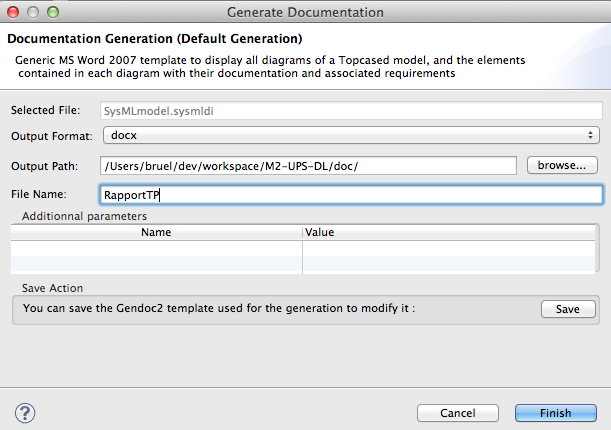 Generate Documentation
Documentation Generation (Default Generation)
Generic MS Word 2007 template to display all diagrams of a Topcased model, and the elements
contained in each diagram with their documentation and associated requirements
Selected File: SysMLmodel.sysmldi
Output Format: docx
Output Path: /Users/bruel/dev/workspace/M2-UPS-DL/doc/ browse...
File Name: RapportTP
Additionnal parameters
Name Value
Save Action
You can save the Gendoc2 template used for the generation to modify it : Save
? Cancel Finish